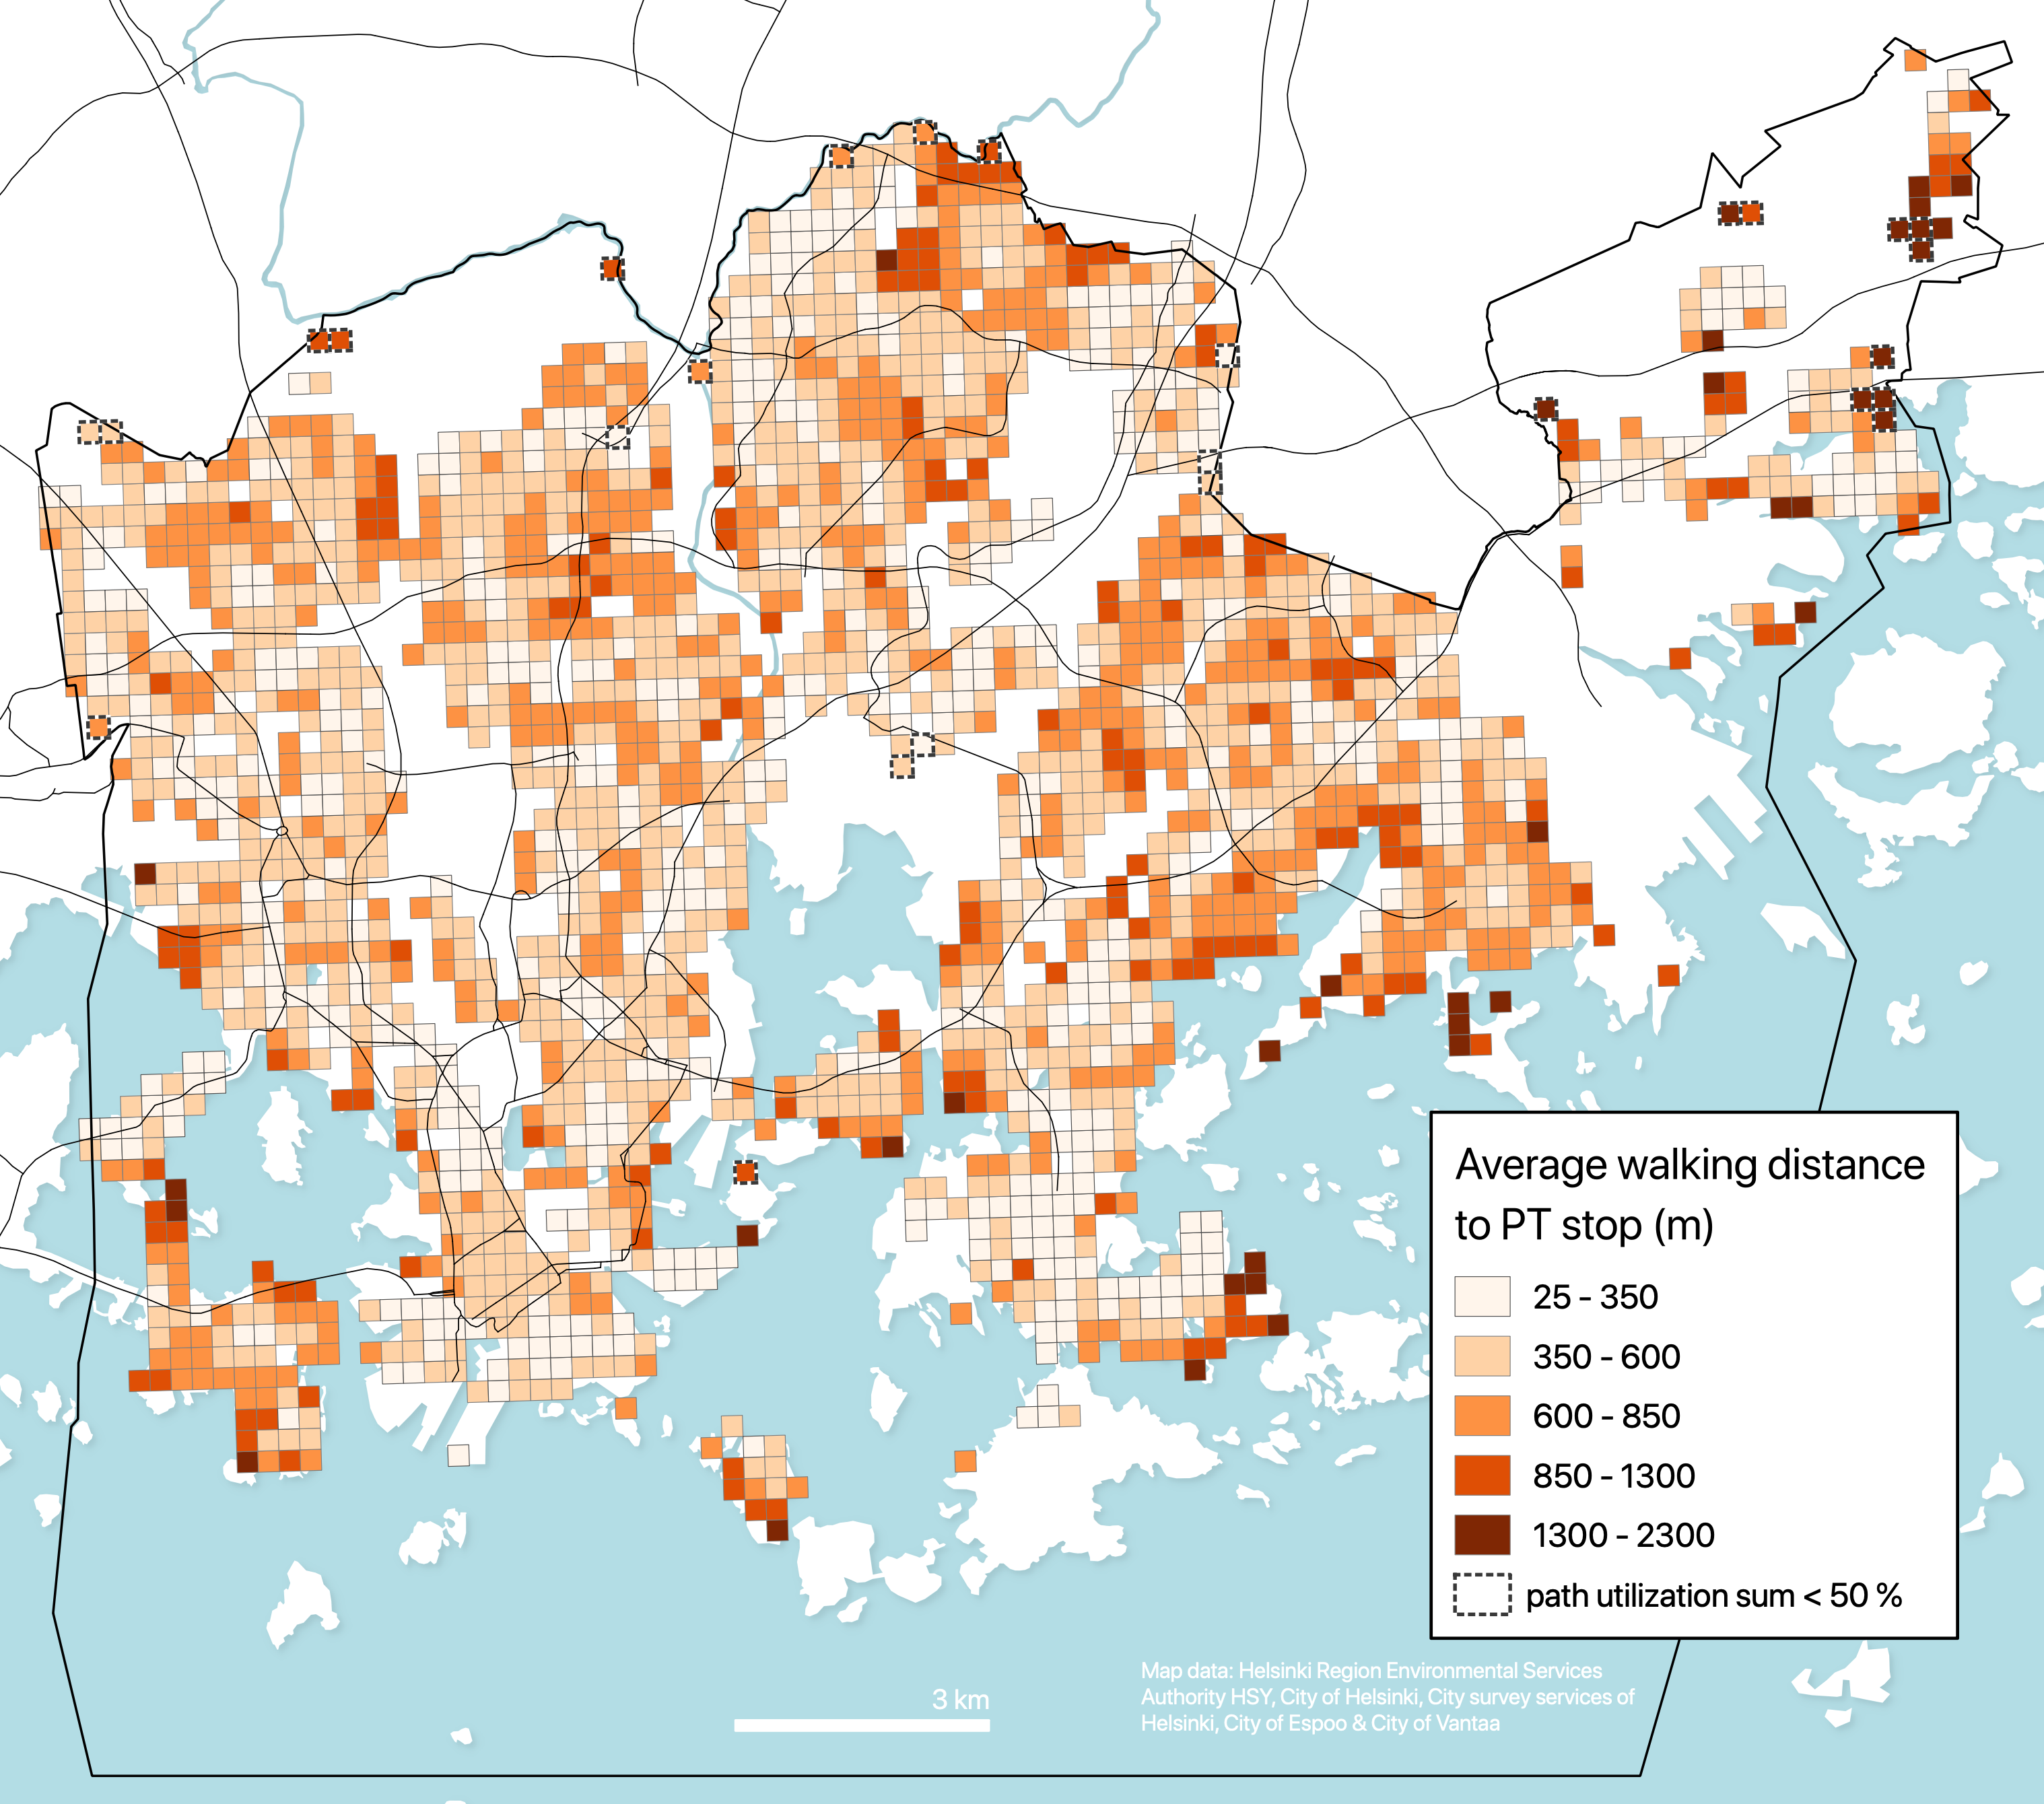 Average walking distance
to PT stop (m)
25 - 350
350 - 600
600 - 850
850 - 1300
1300 - 2300
path utilization sum < 50 %
3 km
Map data: Helsinki Region Environmental Services
Authority HSY, City of Helsinki, City survey services of
Helsinki, City of Espoo & City of Vantaa